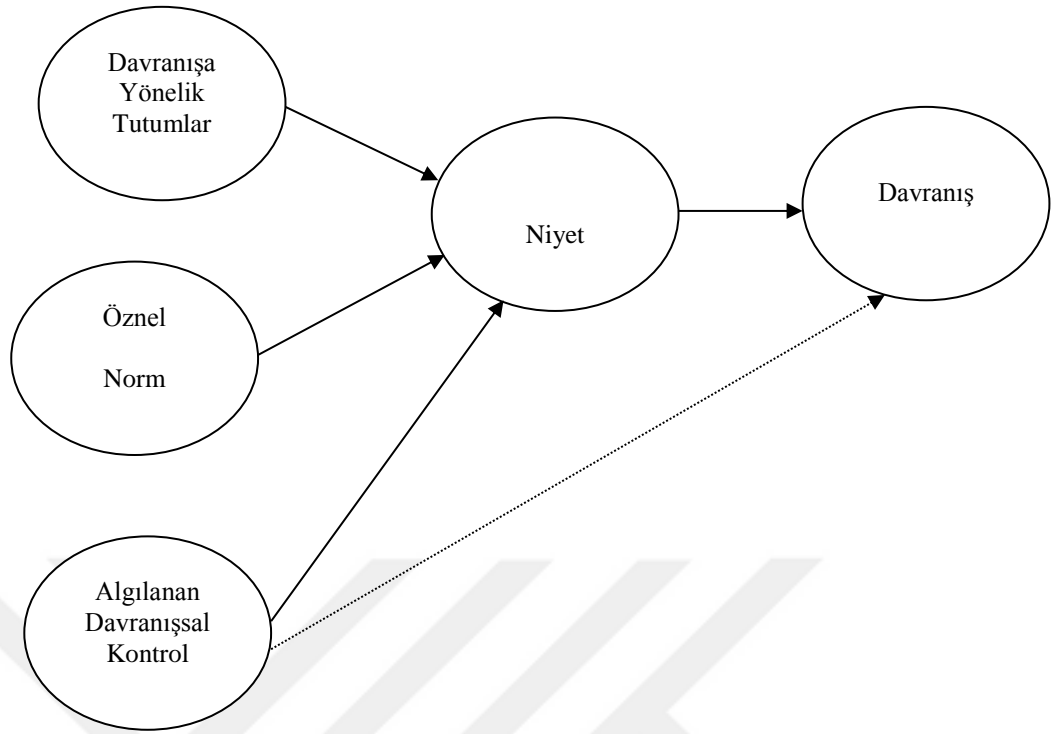 Davranışa
Yönelik
Tutumlar
Niyet
Davranış
Öznel
Norm
Algılanan
Davranışsal
Kontrol